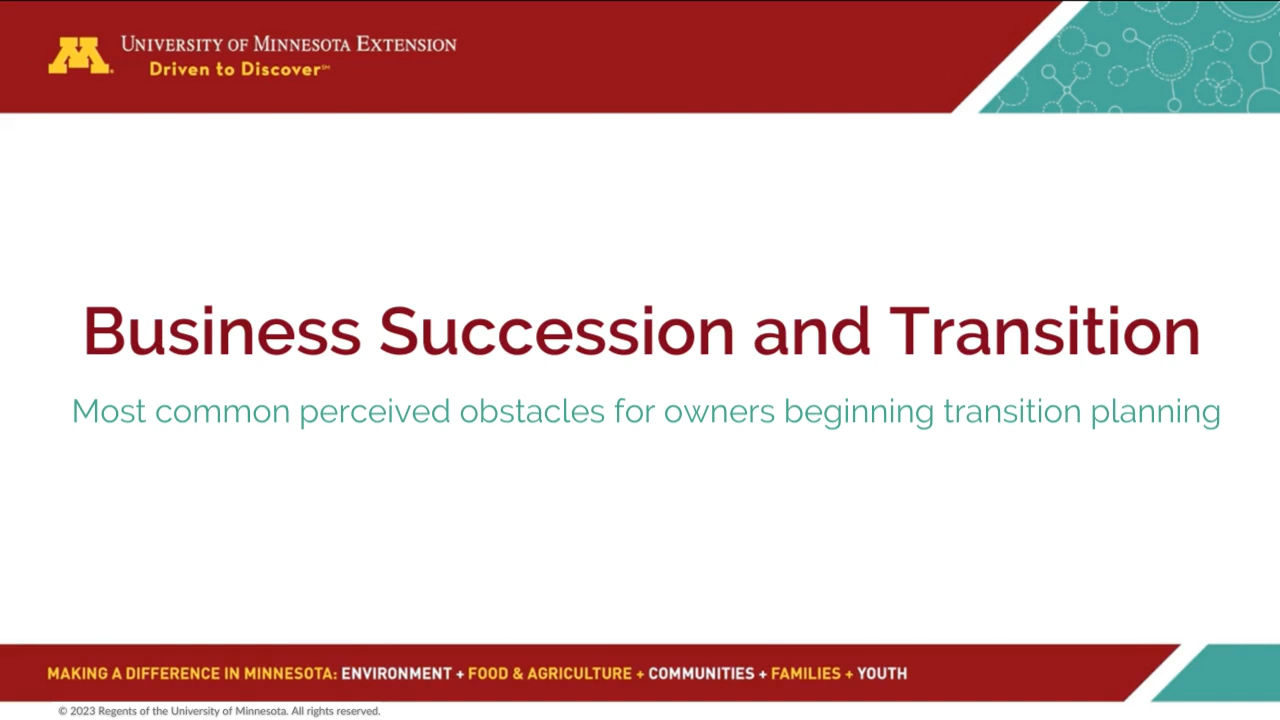 UNIVERSITY OF MINNESOTA EXTENSION
Driven to Discover℠
Business Succession and Transition
Most common perceived obstacles for owners beginning transition planning
MAKING A DIFFERENCE IN MINNESOTA: ENVIRONMENT + FOOD & AGRICULTURE + COMMUNITIES + FAMILIES + YOUTH
© 2023 Regents of the University of Minnesota. All rights reserved.